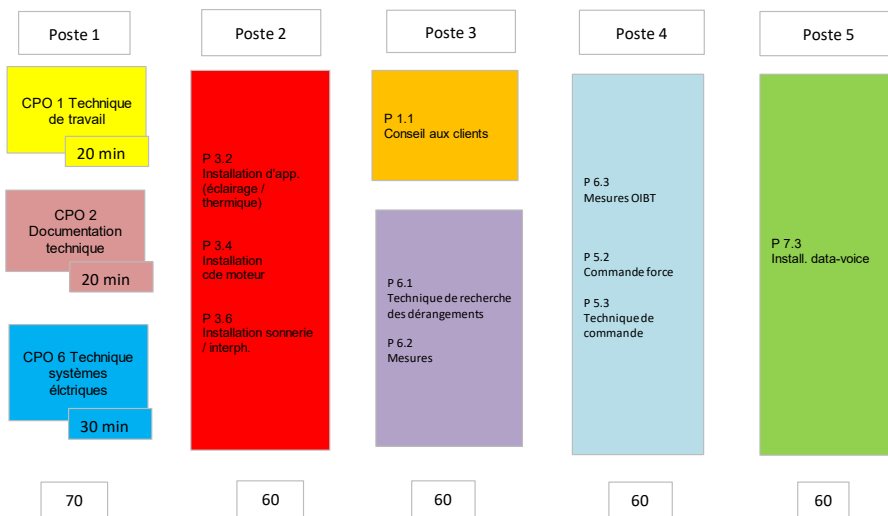 Poste 1
Poste 2
Poste 3
Poste 4
Poste 5
CPO 1 Technique
de travail
20 min
CPO 2
Documentation
technique
20 min
CPO 6 Technique
systèmes
élctriques
30 min
P 3.2
Installation d'app.
(éclairage /
thermique)
P 3.4
Installation
cde moteur
P 3.6
Installation sonnerie
/ interph.
P 1.1
Conseil aux clients
P 6.1
Technique de recherche
des dérangements
P 6.2
Mesures
P 6.3
Mesures OIBT
P 5.2
Commande force
P 5.3
Technique de
commande
P 7.3
Install. data-voice
70
60
60
60
60